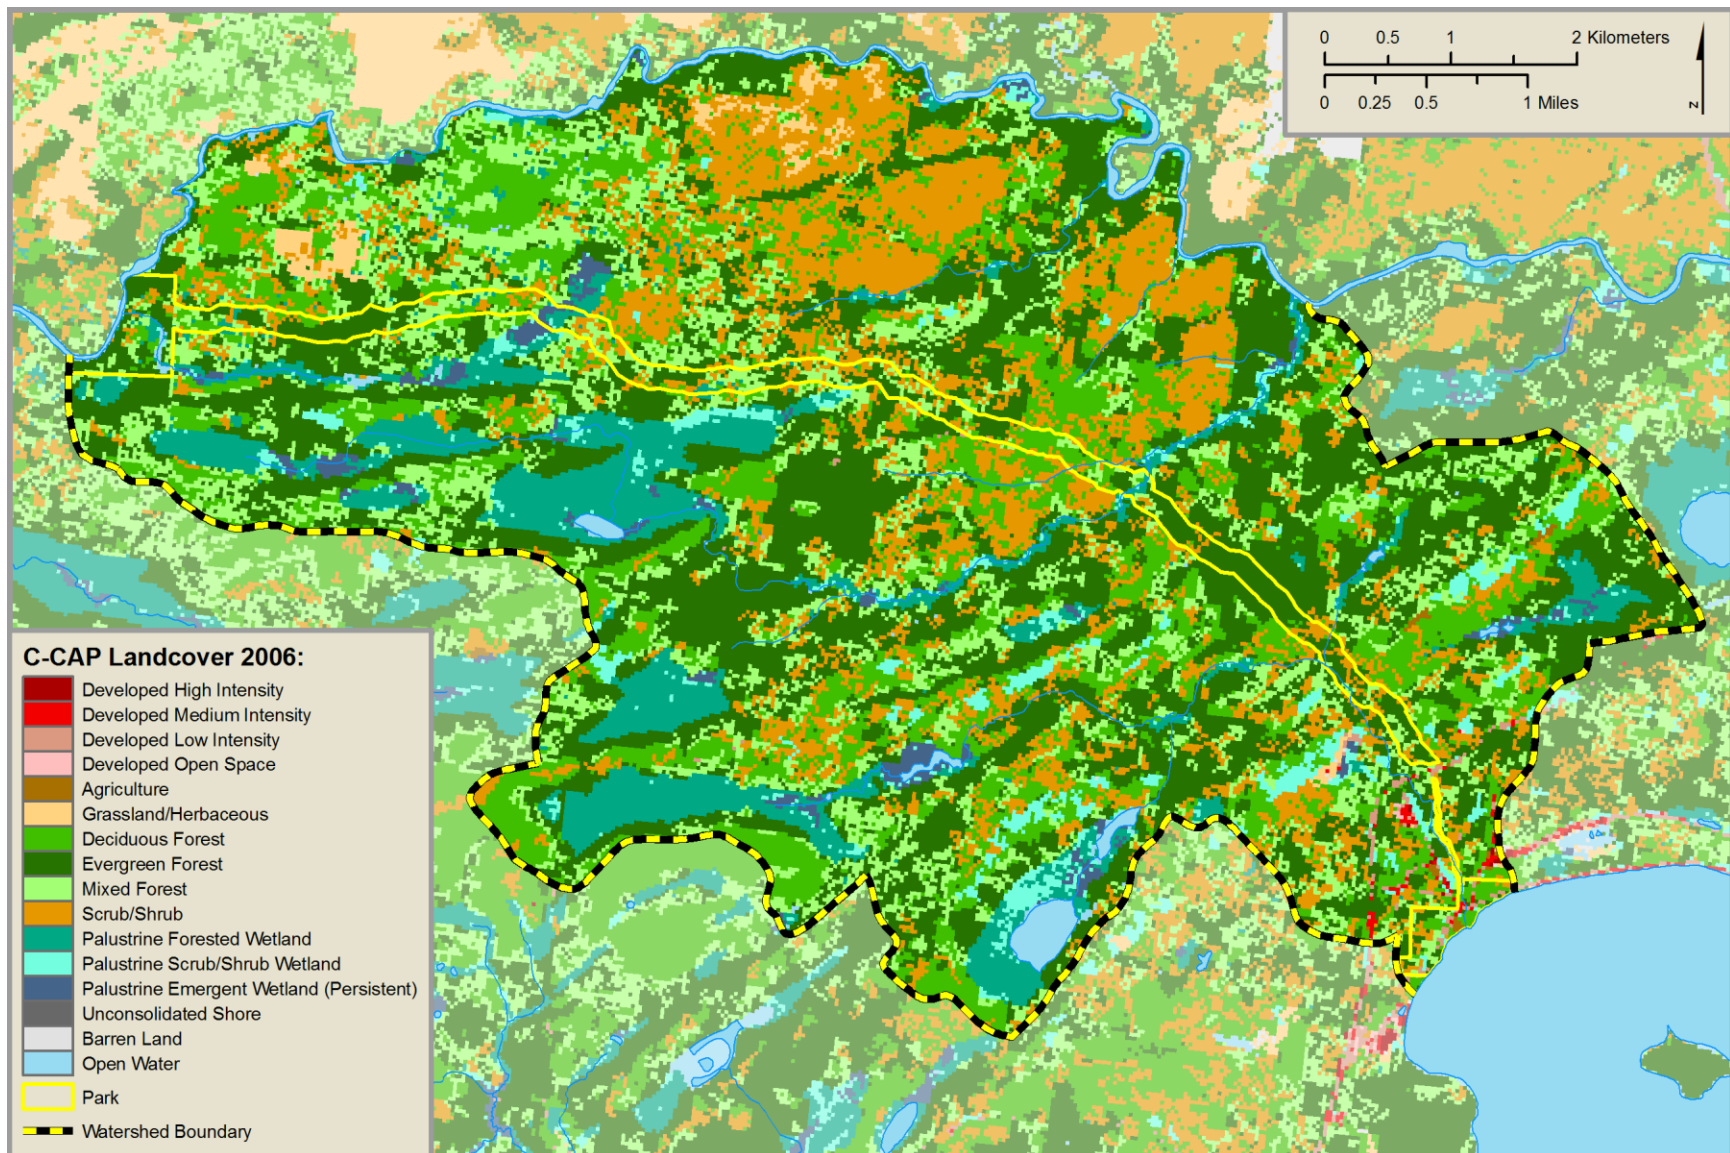 0 0.5 1 2 Kilometers
0 0.25 0.5 1 Miles
N
C-CAP Landcover 2006:
Developed High Intensity
Developed Medium Intensity
Developed Low Intensity
Developed Open Space
Agriculture
Grassland/Herbaceous
Deciduous Forest
Evergreen Forest
Mixed Forest
Scrub/Shrub
Palustrine Forested Wetland
Palustrine Scrub/Shrub Wetland
Palustrine Emergent Wetland (Persistent)
Unconsolidated Shore
Barren Land
Open Water
Park
Watershed Boundary